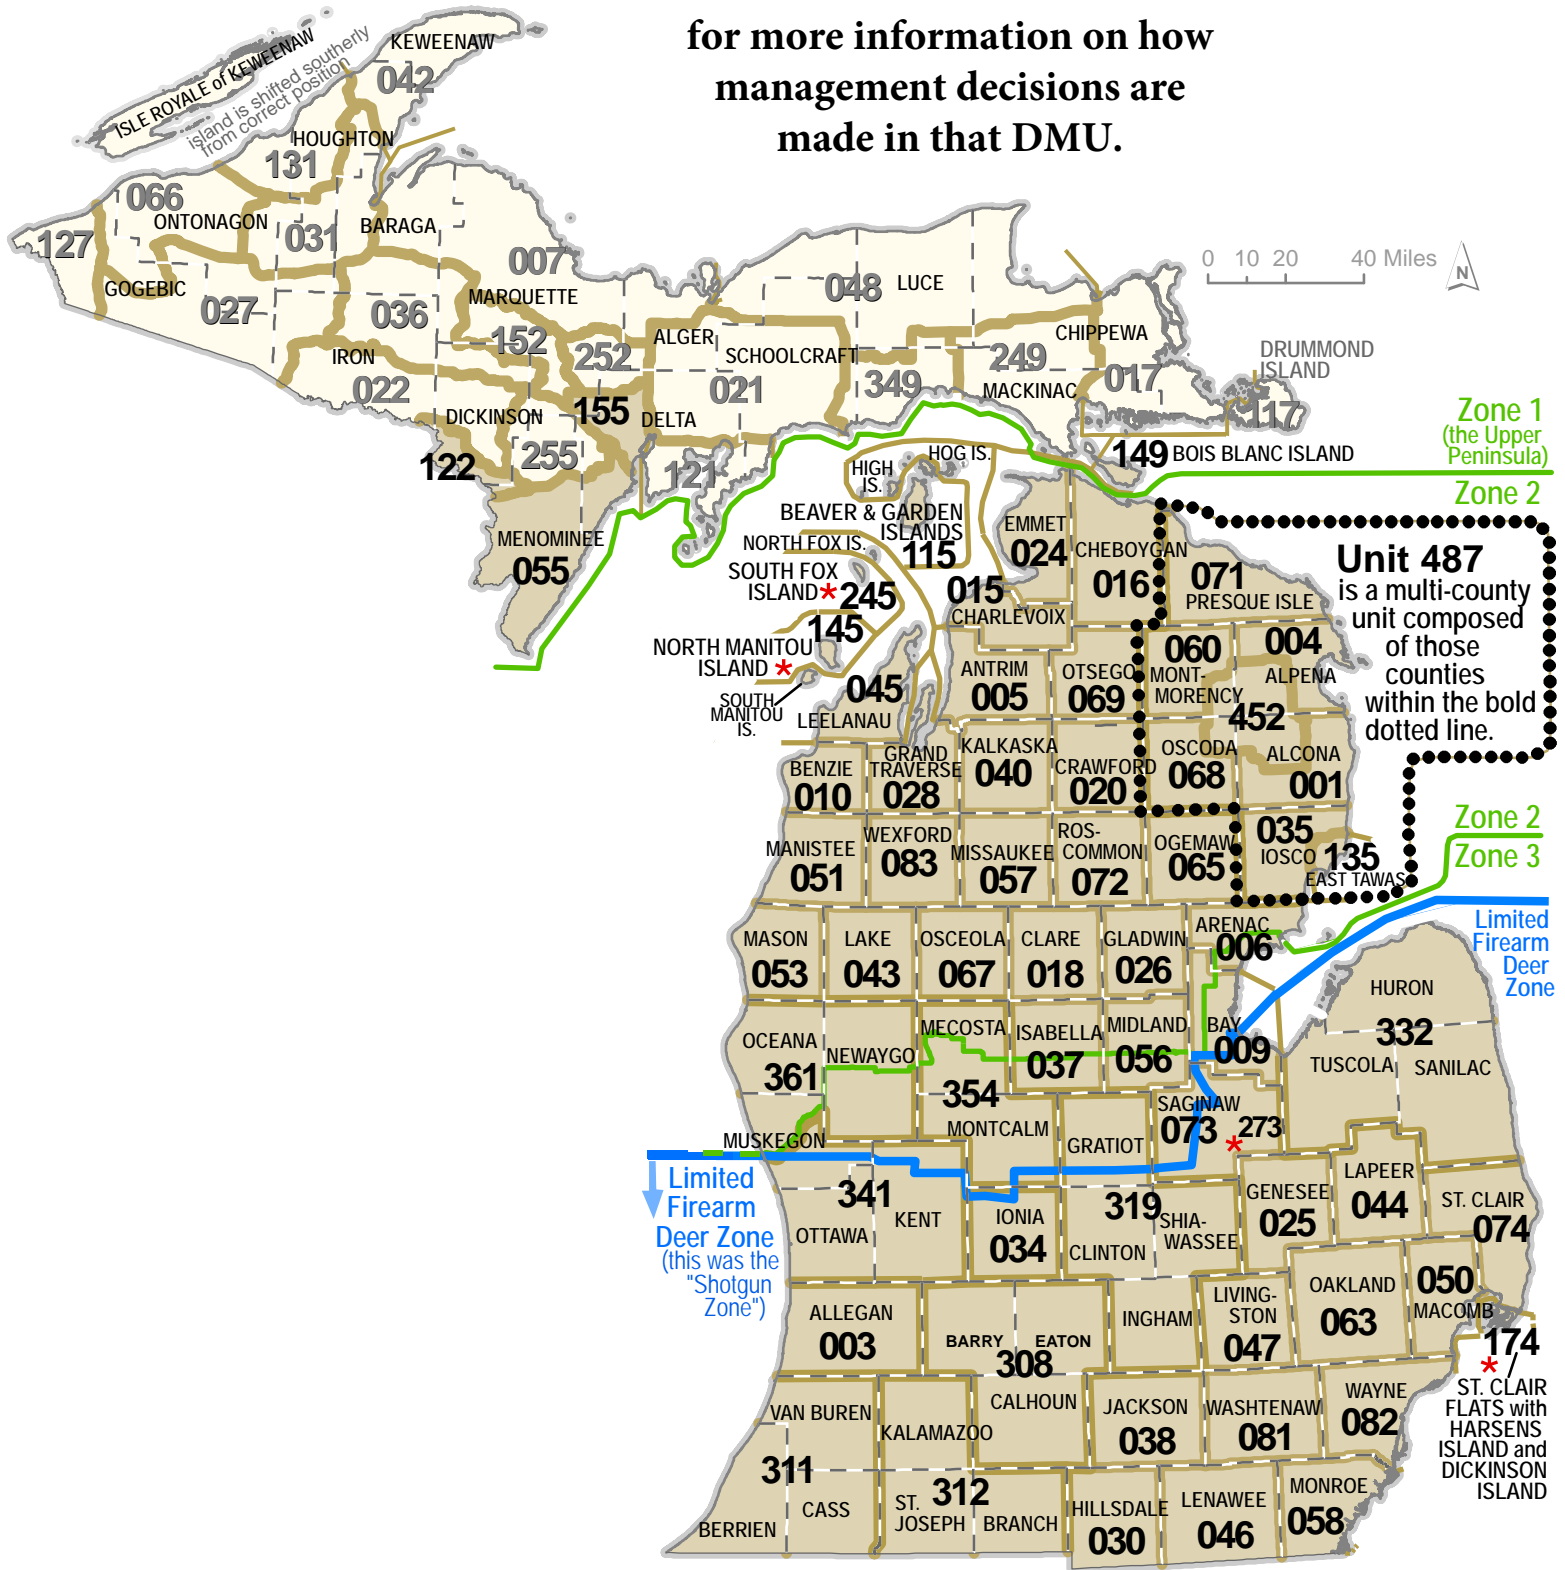 for more information on how
management decisions are
made in that DMU.
KEWEENAW
042
ISLE ROYALE of KEWEENAW
island is shifted southerly
from correct position
HOUGHTON
131
066
ONTONAGON
031
BARAGA
127
007
GOGEBIC
027
036
MARQUETTE
048
LUCE
0 10 20 40 Miles
N
152
252
ALGER
SCHOOLCRAFT
CHIPPEWA
249
IRON
022
021
349
MACKINAC
017
DRUMMOND
ISLAND
117
DICKINSON
155
DELTA
Zone 1
(the Upper
Peninsula)
122
255
121
149 BOIS BLANC ISLAND
Zone 2
HOG IS.
HIGH
IS.
BEAVER & GARDEN
ISLANDS
115
MENOMINEE
055
NORTH FOX IS.
SOUTH FOX
ISLAND* 245
145
NORTH MANITOU
ISLAND *
SOUTH
MANITOU
IS.
EMMET
024
CHEBOYGAN
016
015
CHARLEVOIX
071
PRESQUE ISLE
Unit 487
is a multi-county
unit composed
of those
counties
within the bold
dotted line.
060
MONT-
MORENCY
004
ALPENA
452
ANTRIM
005
OTSEGO
069
045
LEELANAU
BENZIE
010
GRAND
TRAVERSE
028
KALKASKA
040
CRAWFORD
020
OSCODA
068
ALCONA
001
MANISTEE
051
WEXFORD
083
MISSAUKEE
057
ROS-
COMMON
072
OGEMAW
065
035
IOSCO
135
EAST TAWAS
Zone 2
Zone 3
Limited
Firearm
Deer
Zone
MASON
053
LAKE
043
OSCEOLA
067
CLARE
018
GLADWIN
026
ARENAC
006
HURON
332
TUSCOLA
SANILAC
OCEANA
361
NEWAYGO
MECOSTA
354
MONTCALM
ISABELLA
037
MIDLAND
056
BAY
009
GRATIOT
SAGINAW
073
* 273
MUSKEGON
Limited
Firearm
Deer Zone
(this was the
"Shotgun
Zone")
341
OTTAWA
KENT
IONIA
034
319
CLINTON
SHIA-
WASSEE
GENESEE
025
LAPEER
044
ST. CLAIR
074
ALLEGAN
003
BARRY
EATON
308
CALHOUN
INGHAM
LIVING-
STON
047
OAKLAND
063
050
MACOMB
174
*
ST. CLAIR
FLATS with
HARSENS
ISLAND and
DICKINSON
ISLAND
VAN BUREN
311
KALAMAZOO
JACKSON
038
WASHTENAW
081
WAYNE
082
BERRIEN
CASS
312
ST.
JOSEPH
BRANCH
HILLSDALE
030
LENAWEE
046
MONROE
058